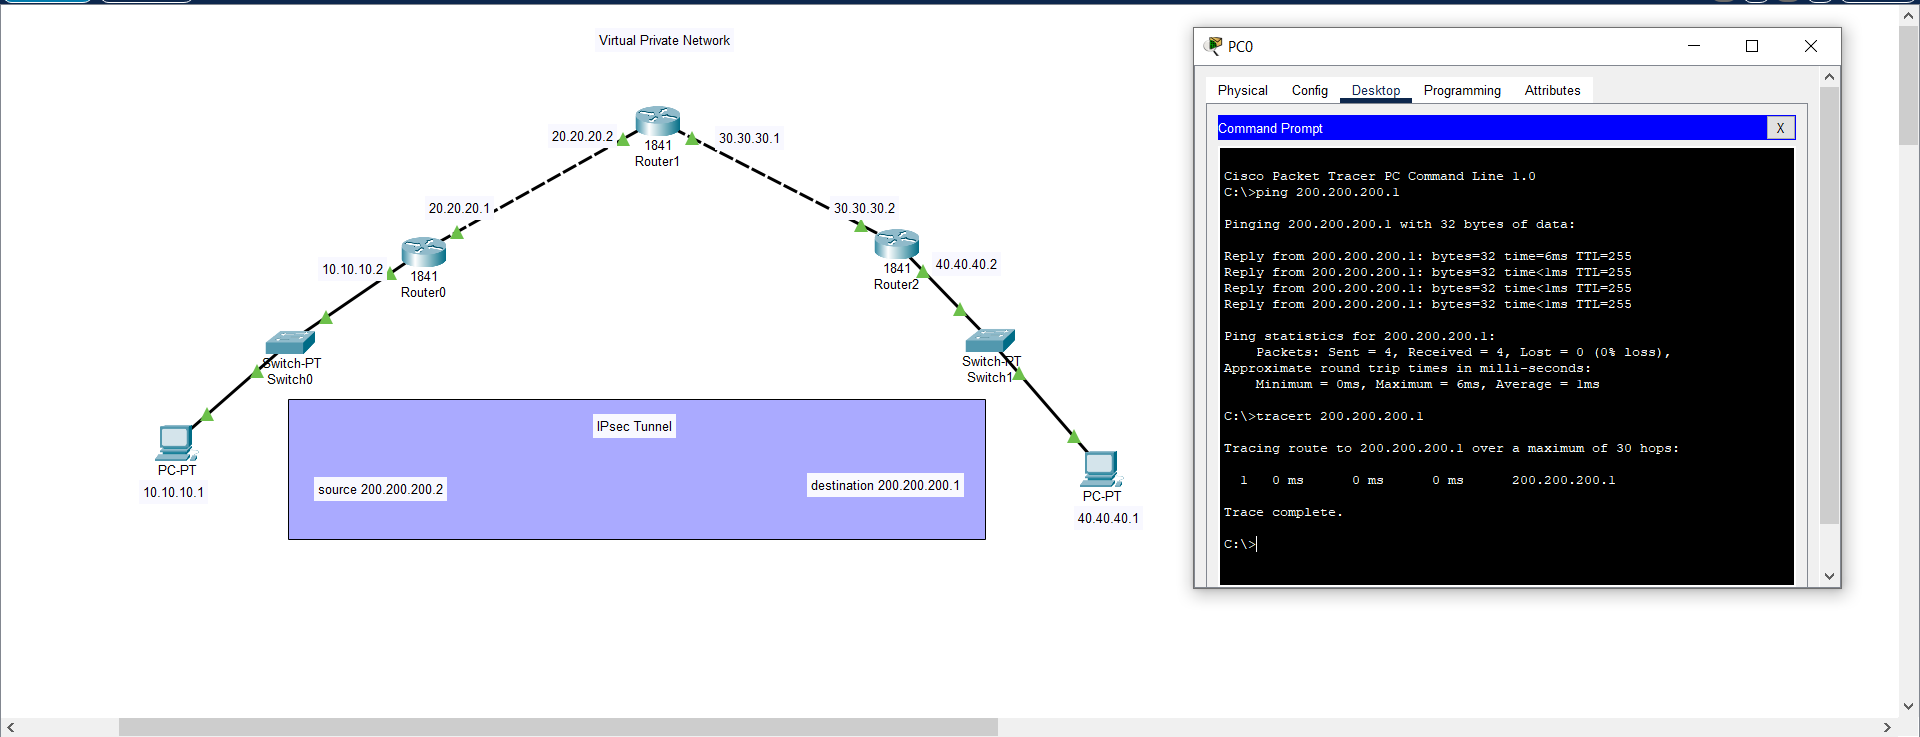 Virtual Private Network
20.20.20.2
30.30.30.1
1841
Router1
20.20.20.1
30.30.30.2
10.10.10.2
1841
Router0
1841
Router2
40.40.40.2
Switch-PT
Switch0
Switch-PT
Switch1
IPsec Tunnel
source 200.200.200.2
destination 200.200.200.1
PC-PT
10.10.10.1
PC-PT
40.40.40.1
PC0
Physical Config Desktop Programming Attributes
Command Prompt X
Cisco Packet Tracer PC Command Line 1.0
C:\>ping 200.200.200.1
Pinging 200.200.200.1 with 32 bytes of data:
Reply from 200.200.200.1: bytes=32 time=6ms TTL=255
Reply from 200.200.200.1: bytes=32 time<1ms TTL=255
Reply from 200.200.200.1: bytes=32 time<1ms TTL=255
Reply from 200.200.200.1: bytes=32 time<1ms TTL=255
Ping statistics for 200.200.200.1:
Packets: Sent = 4, Received = 4, Lost = 0 (0% loss),
Approximate round trip times in milli-seconds:
Minimum = 0ms, Maximum = 6ms, Average = 1ms
C:\>tracert 200.200.200.1
Tracing route to 200.200.200.1 over a maximum of 30 hops:
1 0 ms 0 ms 0 ms 200.200.200.1
Trace complete.
C:\>